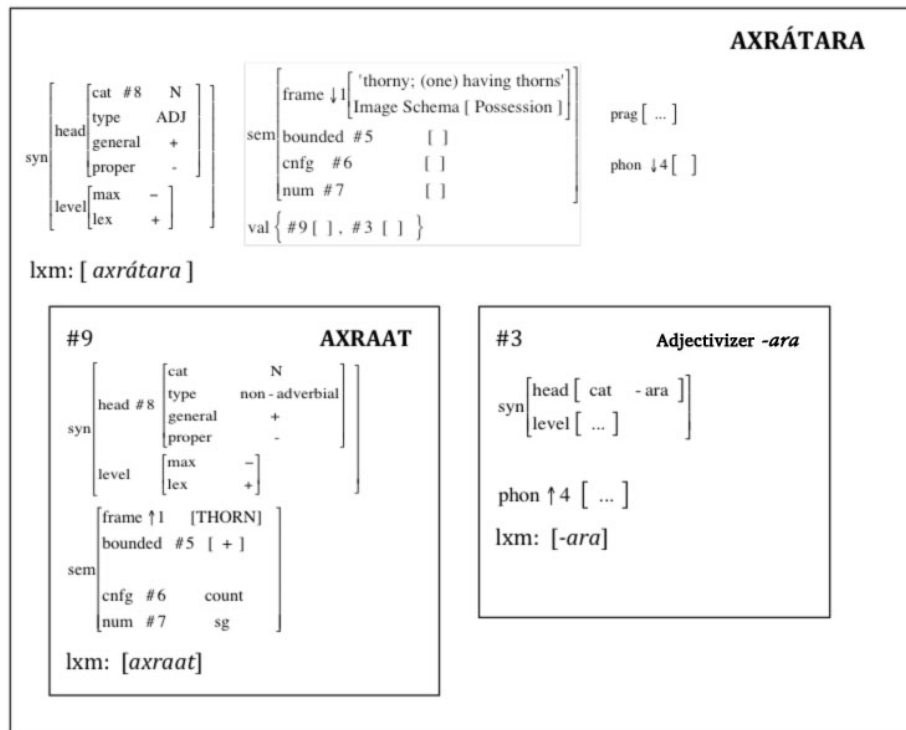 AXRÁTARA
syn[head[cat #8 N
type ADJ
general +
proper -]
level[max –
lex +]]
sem[frame ↓1['thorny; (one) having thorns'
Image Schema [ Possession ]]
bounded #5 [ ]
cnfg #6 [ ]
num #7 [ ]]
val { #9 [ ] , #3 [ ] }
prag[ ... ]
phon ↓4 [ ]
lxm: [ axrátara ]
#9 AXRAAT
syn[head #8 [cat N
type non - adverbial
general +
proper -]
level [max –
lex +]]
sem[frame ↑1 [THORN]
bounded #5 [ + ]
cnfg #6 count
num #7 sg]
lxm: [axraat]
#3 Adjectivizer -ara
syn[head [ cat - ara ]
level [ ... ]]
phon ↑4 [ ... ]
lxm: [-ara]